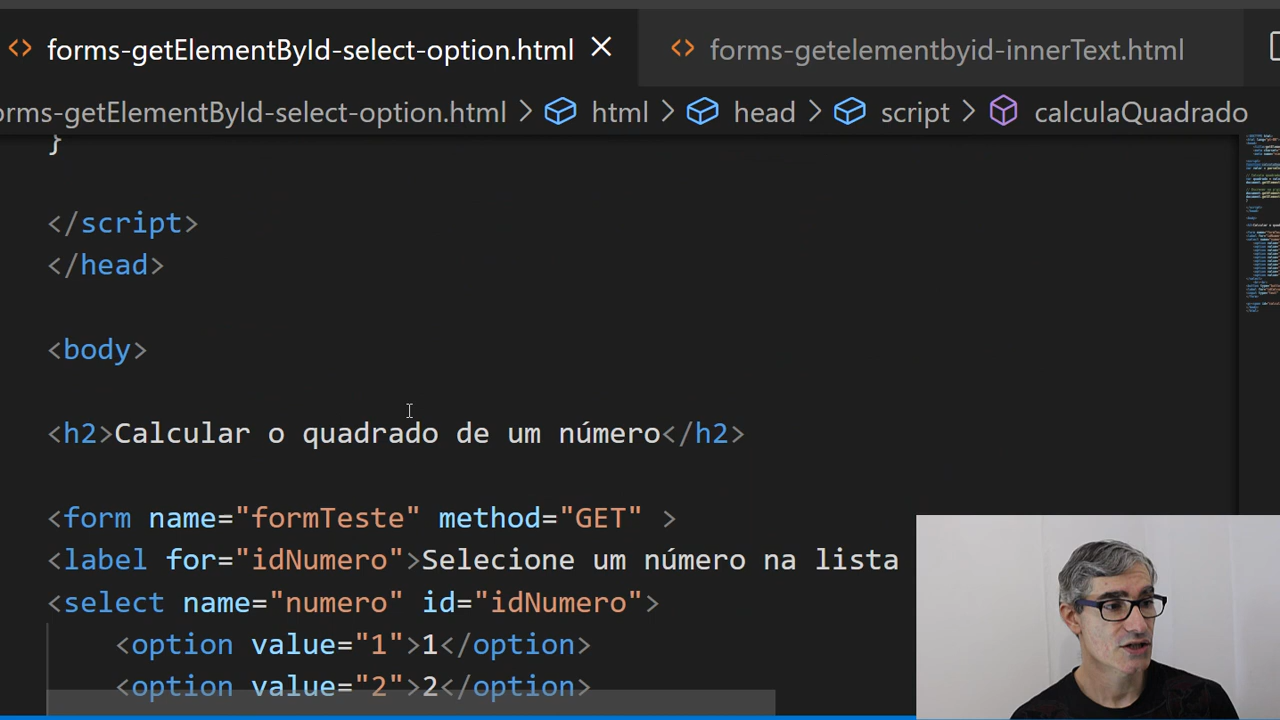 forms-getElementById-select-option.html
forms-getelementbyid-innerText.html
orms-getElementById-select-option.html > html > head > script > calculaQuadrado
}
</script>
</head>
<body>
<h2>Calcular o quadrado de um número</h2>
<form name="formTeste" method="GET" >
<label for="idNumero">Selecione um número na lista
<select name="numero" id="idNumero">
<option value="1">1</option>
<option value="2">2</option>